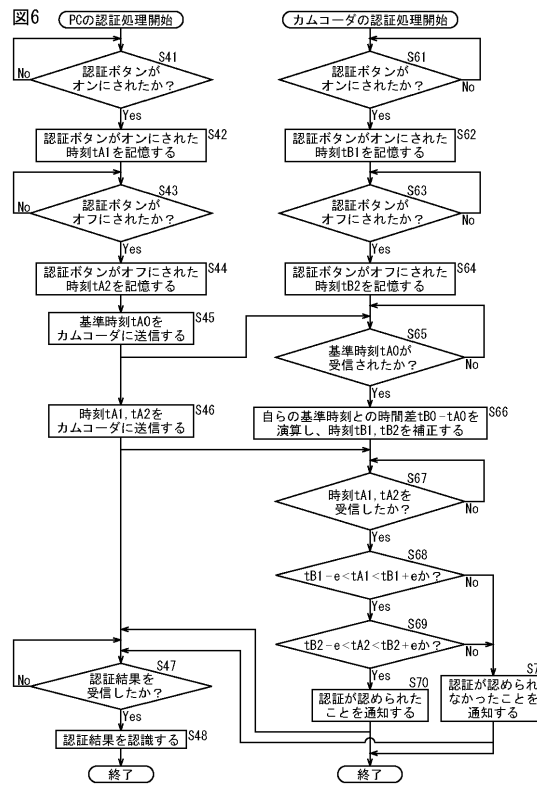 図6
PCの認証処理開始
S41
認証ボタンが
オンにされたか？
No
Yes
S42
認証ボタンがオンにされた
時刻tA1を記憶する
S43
認証ボタンが
オフにされたか？
No
Yes
S44
認証ボタンがオフにされた
時刻tA2を記憶する
S45
基準時刻tA0を
カムコーダに送信する
S46
時刻tA1,tA2を
カムコーダに送信する
S47
認証結果を
受信したか？
No
Yes
S48
認証結果を認識する
終了
カムコーダの認証処理開始
S61
認証ボタンが
オンにされたか？
No
Yes
S62
認証ボタンがオンにされた
時刻tB1を記憶する
S63
認証ボタンが
オフにされたか？
No
Yes
S64
認証ボタンがオフにされた
時刻tB2を記憶する
S65
基準時刻tA0が
受信されたか？
No
Yes
S66
自らの基準時刻との時間差tB0-tA0を
演算し、時刻tB1,tB2を補正する
S67
時刻tA1,tA2を
受信したか？
No
Yes
S68
tB1-e<tA1<tB1+eか？
No
Yes
S69
tB2-e<tA2<tB2+eか？
No
Yes
S70
認証が認められた
ことを通知する
認証が認められ
なかったことを
通知する
終了